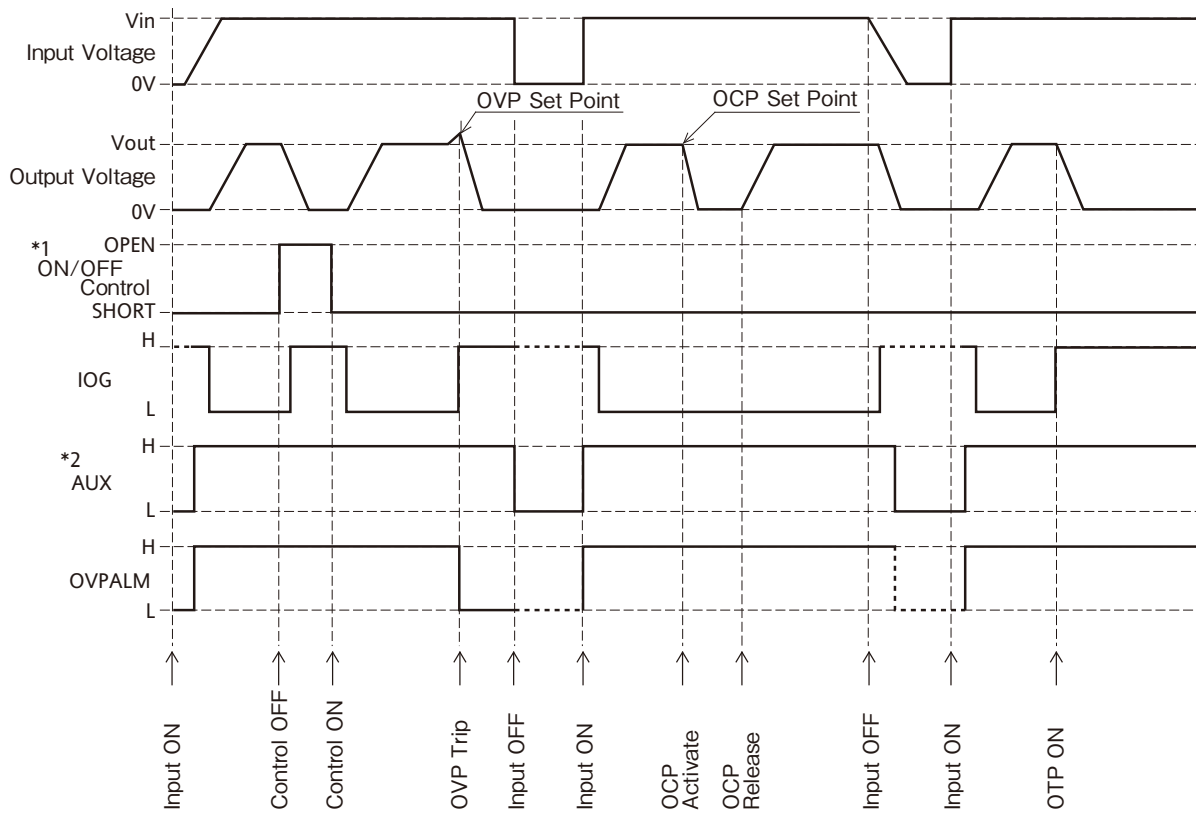 Vin
Input Voltage
0V
OVP Set Point
OCP Set Point
Vout
Output Voltage
0V
*1
OPEN
ON/OFF
Control
SHORT
H
IOG
L
H
*2
AUX
L
H
OVPALM
L
Input ON
Control OFF
Control ON
OVP Trip
Input OFF
Input ON
OCP
Activate
OCP
Release
Input OFF
Input ON
OTP ON